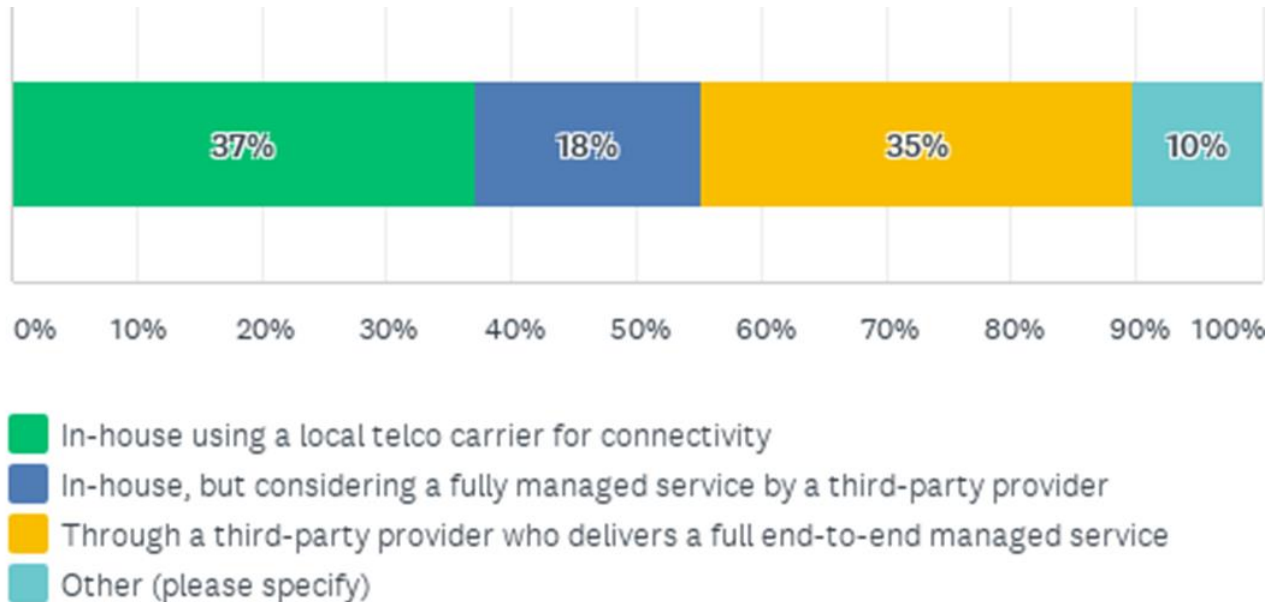 37% 18% 35% 10%
0% 10% 20% 30% 40% 50% 60% 70% 80% 90% 100%
In-house using a local telco carrier for connectivity
In-house, but considering a fully managed service by a third-party provider
Through a third-party provider who delivers a full end-to-end managed service
Other (please specify)